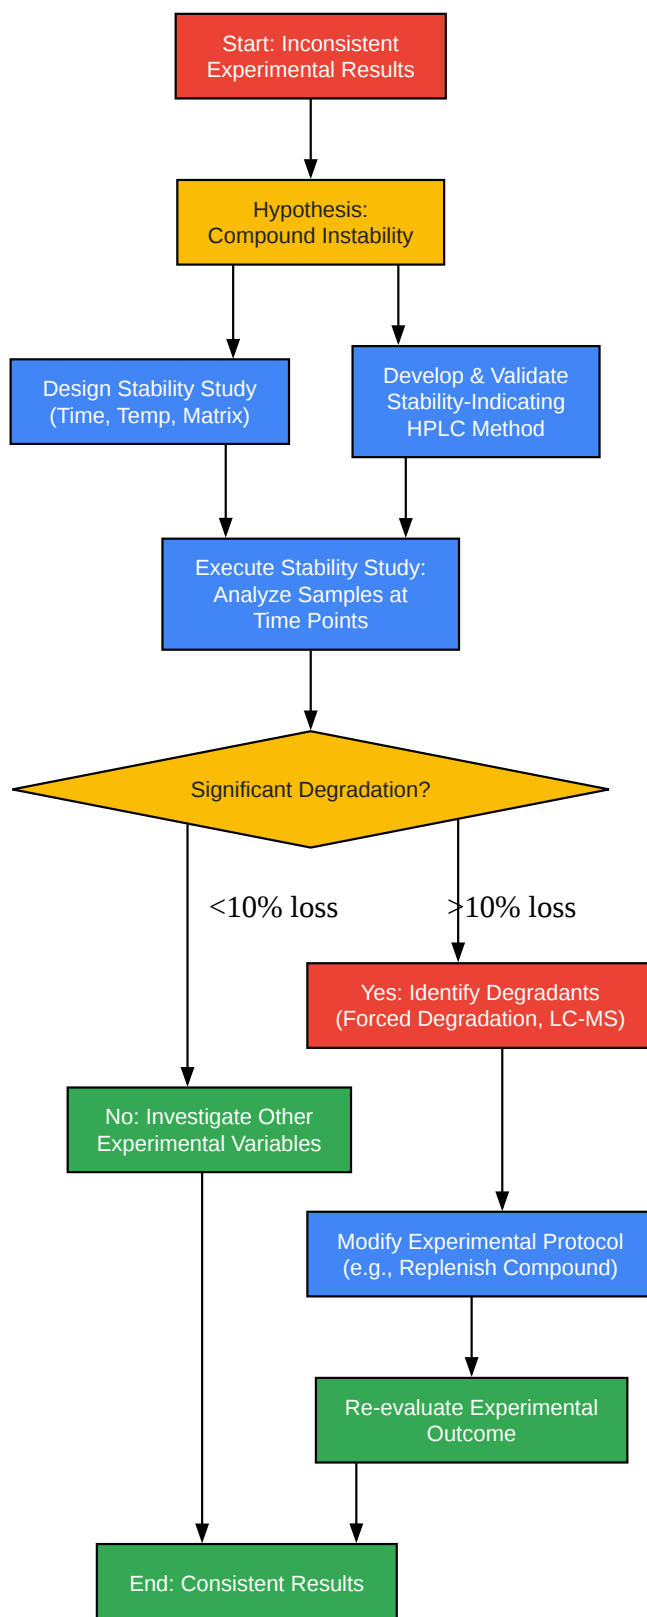 Start: Inconsistent
Experimental Results
Hypothesis:
Compound Instability
Design Stability Study
(Time, Temp, Matrix)
Develop & Validate
Stability-Indicating
HPLC Method
Execute Stability Study:
Analyze Samples at
Time Points
Significant Degradation?
<10% loss
>10% loss
Yes: Identify Degradants
(Forced Degradation, LC-MS)
No: Investigate Other
Experimental Variables
Modify Experimental Protocol
(e.g., Replenish Compound)
Re-evaluate Experimental
Outcome
End: Consistent Results